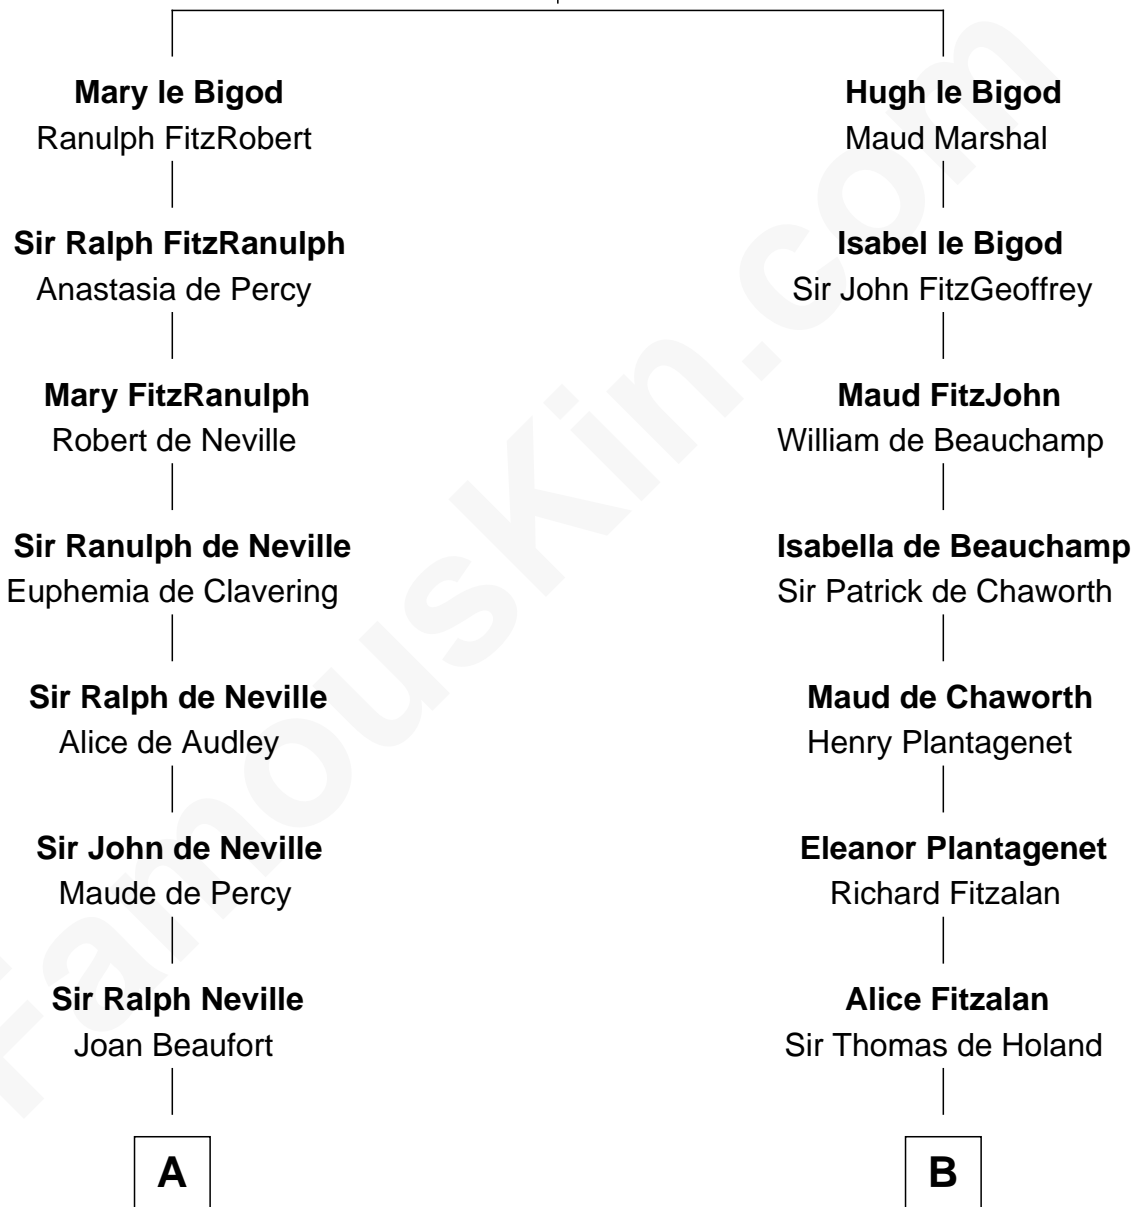 Mary le Bigod
Ranulph FitzRobert
Hugh le Bigod
Maud Marshal
Sir Ralph FitzRanulph
Anastasia de Percy
Isabel le Bigod
Sir John FitzGeoffrey
Mary FitzRanulph
Robert de Neville
Maud FitzJohn
William de Beauchamp
Sir Ranulph de Neville
Euphemia de Clavering
Isabella de Beauchamp
Sir Patrick de Chaworth
Sir Ralph de Neville
Alice de Audley
Maud de Chaworth
Henry Plantagenet
Sir John de Neville
Maude de Percy
Eleanor Plantagenet
Richard Fitzalan
Sir Ralph Neville
Joan Beaufort
Alice Fitzalan
Sir Thomas de Holand
A
B
FamousKin.com